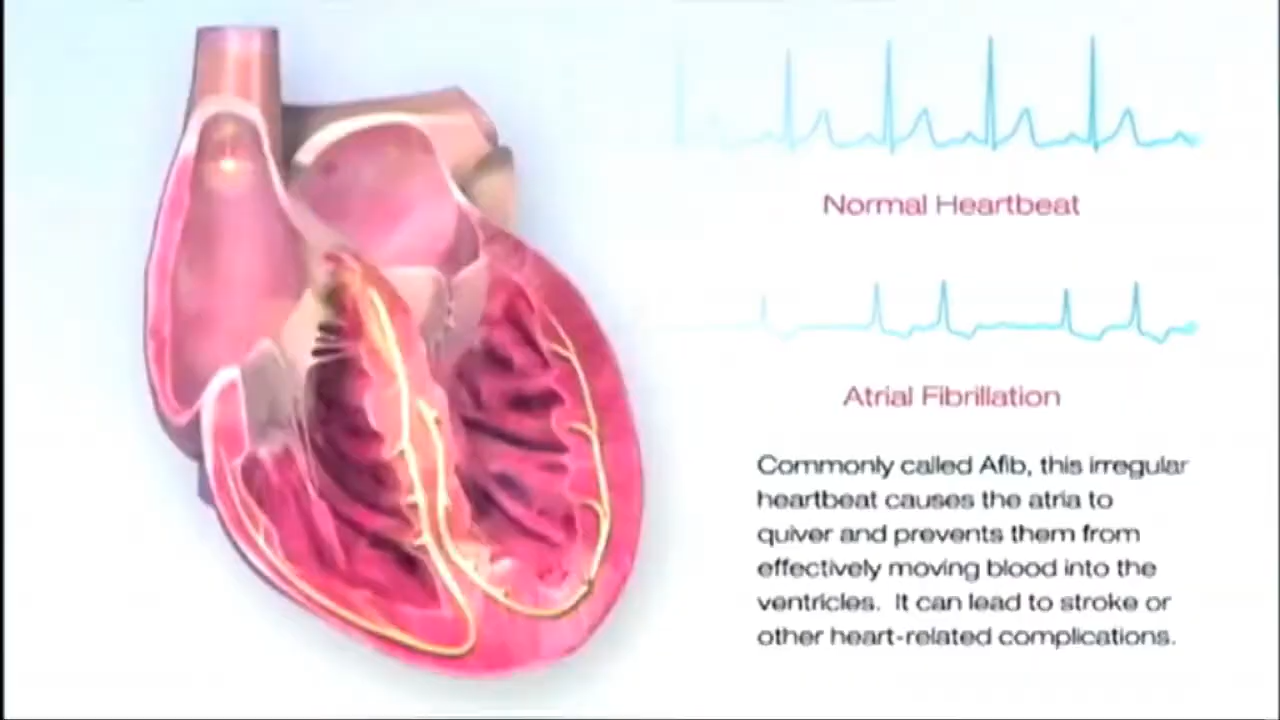 Normal Heartbeat
Atrial Fibrillation
Commonly called Afib, this irregular
heartbeat causes the atria to
quiver and prevents them from
effectively moving blood into the
ventricles. It can lead to stroke or
other heart-related complications.